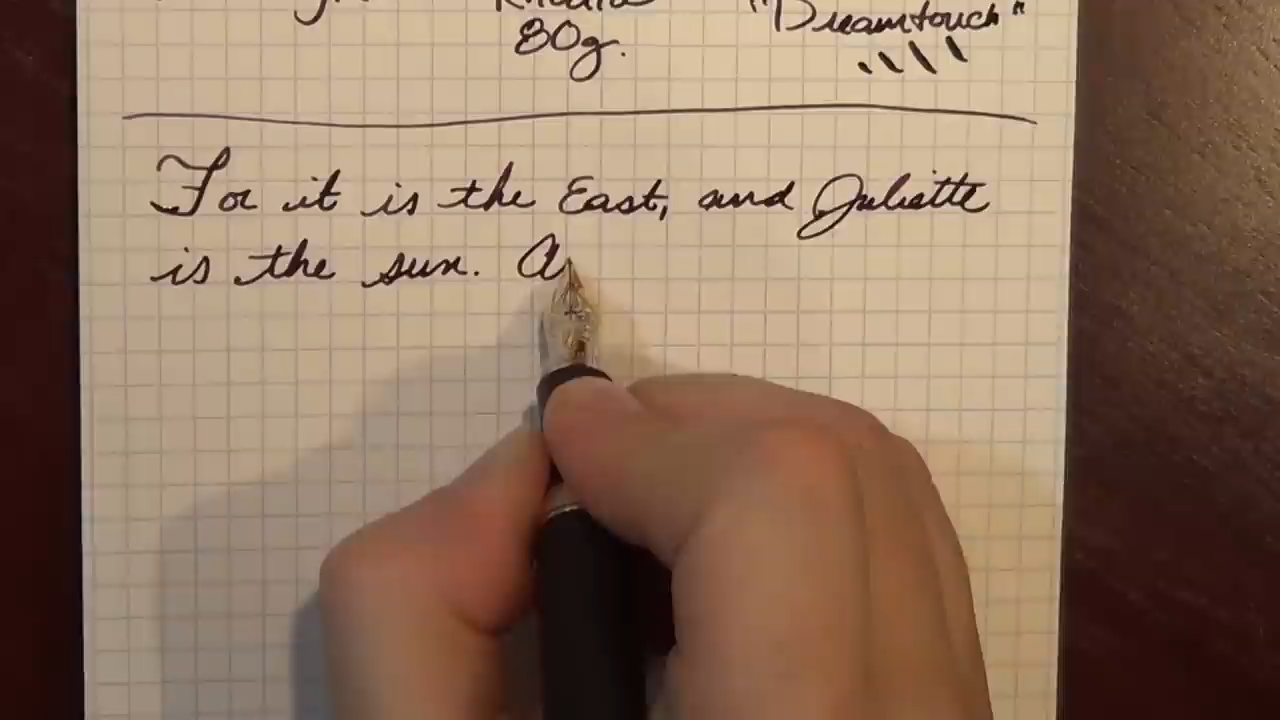 80g. "Dreamtouch"
For it is the East, and Juliette
is the sun. A